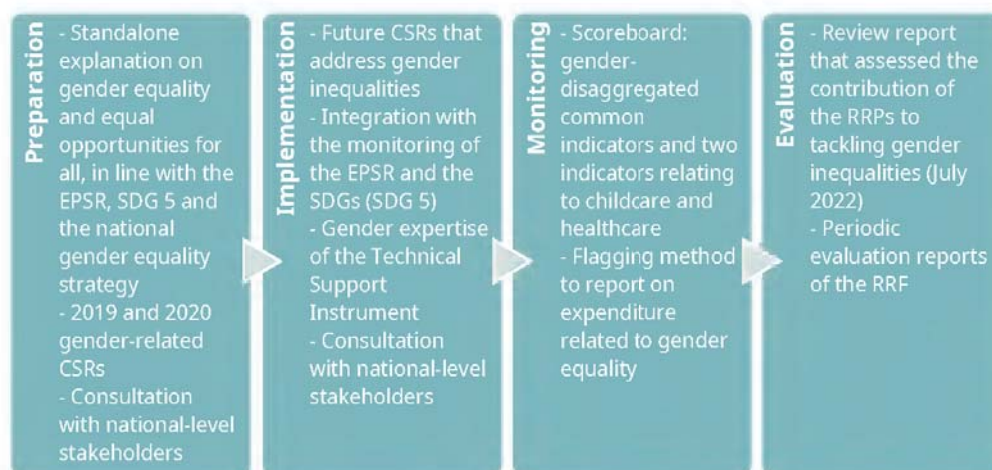 Preparation
- Standalone
explanation on
gender equality
and equal
opportunities for
all, in line with the
EPSR, SDG 5 and
the national
gender equality
strategy
- 2019 and 2020
gender-related
CSRs
- Consultation
with national-level
stakeholders
Implementation
- Future CSRs that
address gender
inequalities
- Integration with
the monitoring of
the EPSR and the
SDGs (SDG 5)
- Gender expertise
of the Technical
Support
Instrument
- Consultation
with national-level
stakeholders
Monitoring
- Scoreboard:
gender-
disaggregated
common
indicators and two
indicators relating
to childcare and
healthcare
- Flagging method
to report on
expenditure
related to gender
equality
Evaluation
- Review report
that assessed the
contribution of
the RRPs to
tackling gender
inequalities (July
2022)
- Periodic
evaluation reports
of the RRF